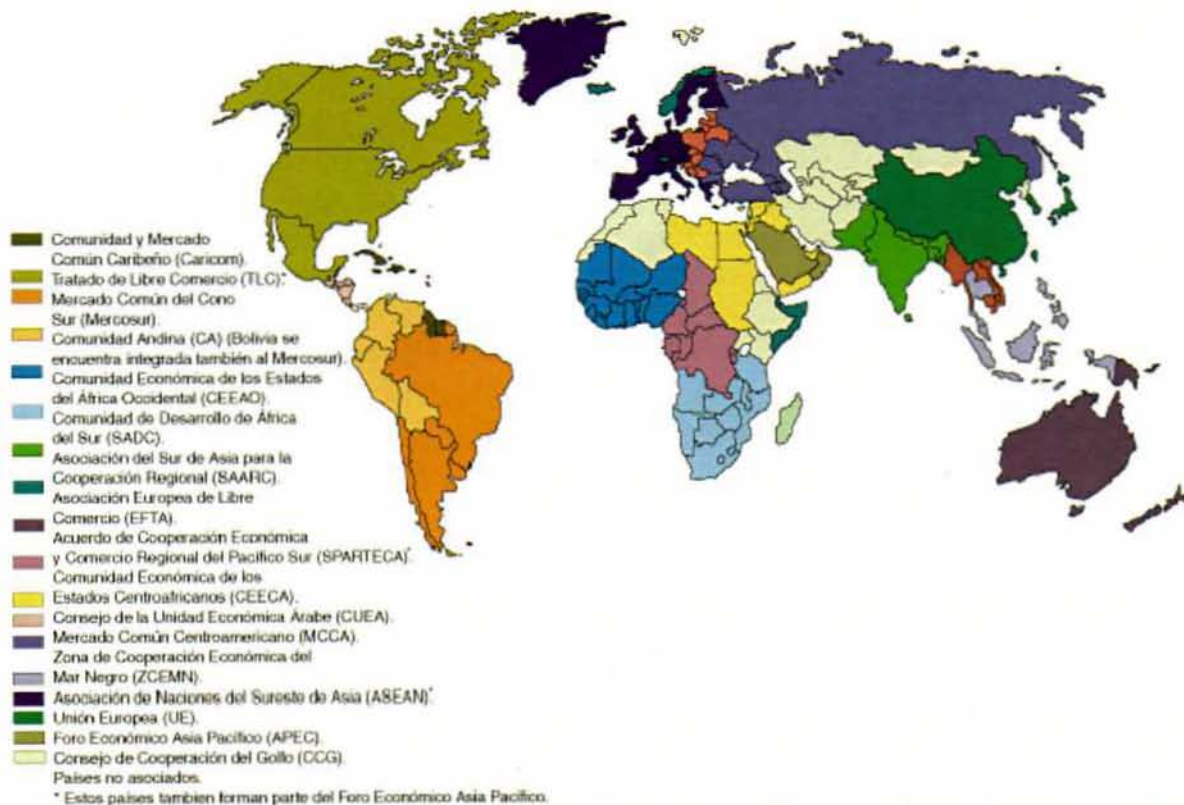 Comunidad y Mercado
Común Caribeño (Caricom).
Tratado de Libre Comercio (TLC).*
Mercado Común del Cono
Sur (Mercosur).
Comunidad Andina (CA) (Bolivia se
encuentra integrada también al Mercosur).
Comunidad Económica de los Estados
del África Occidental (CEEAO).
Comunidad de Desarrollo de África
del Sur (SADC).
Asociación del Sur de Asia para la
Cooperación Regional (SAARC).
Asociación Europea de Libre
Comercio (EFTA).
Acuerdo de Cooperación Económica
y Comercio Regional del Pacífico Sur (SPARTECA)*.
Comunidad Económica de los
Estados Centroafricanos (CEECA).
Consejo de la Unidad Económica Árabe (CUEA).
Mercado Común Centroamericano (MCCA).
Zona de Cooperación Económica del
Mar Negro (ZCEMN).
Asociación de Naciones del Sureste de Asia (ASEAN)*.
Unión Europea (UE).
Foro Económico Asia Pacífico (APEC).
Consejo de Cooperación del Golfo (CCG).
Países no asociados.
* Estos países tambien forman parte del Foro Económico Asia Pacífico.